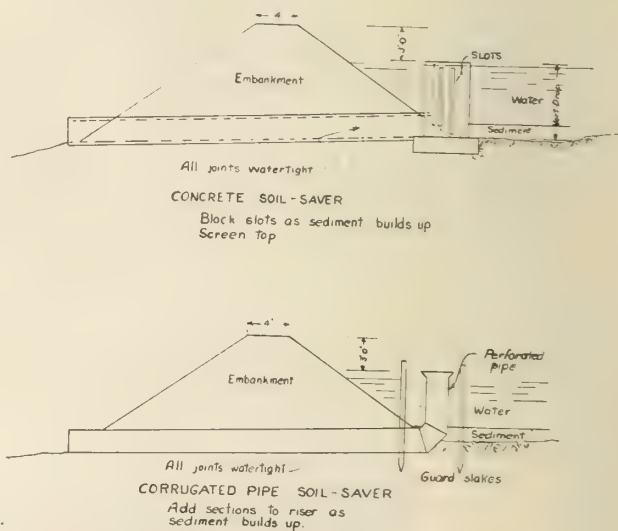 4
3'0"
SLOTS
Embankment
Water
Vert Drop
Sediment
All joints watertight
CONCRETE SOIL-SAVER
Block slots as sediment builds up
Screen top
4'
3'0"
Perforated
pipe
Embankment
Water
Sediment
All joints watertight
Guard stakes
CORRUGATED PIPE SOIL-SAVER
Add sections to riser as
sediment builds up.